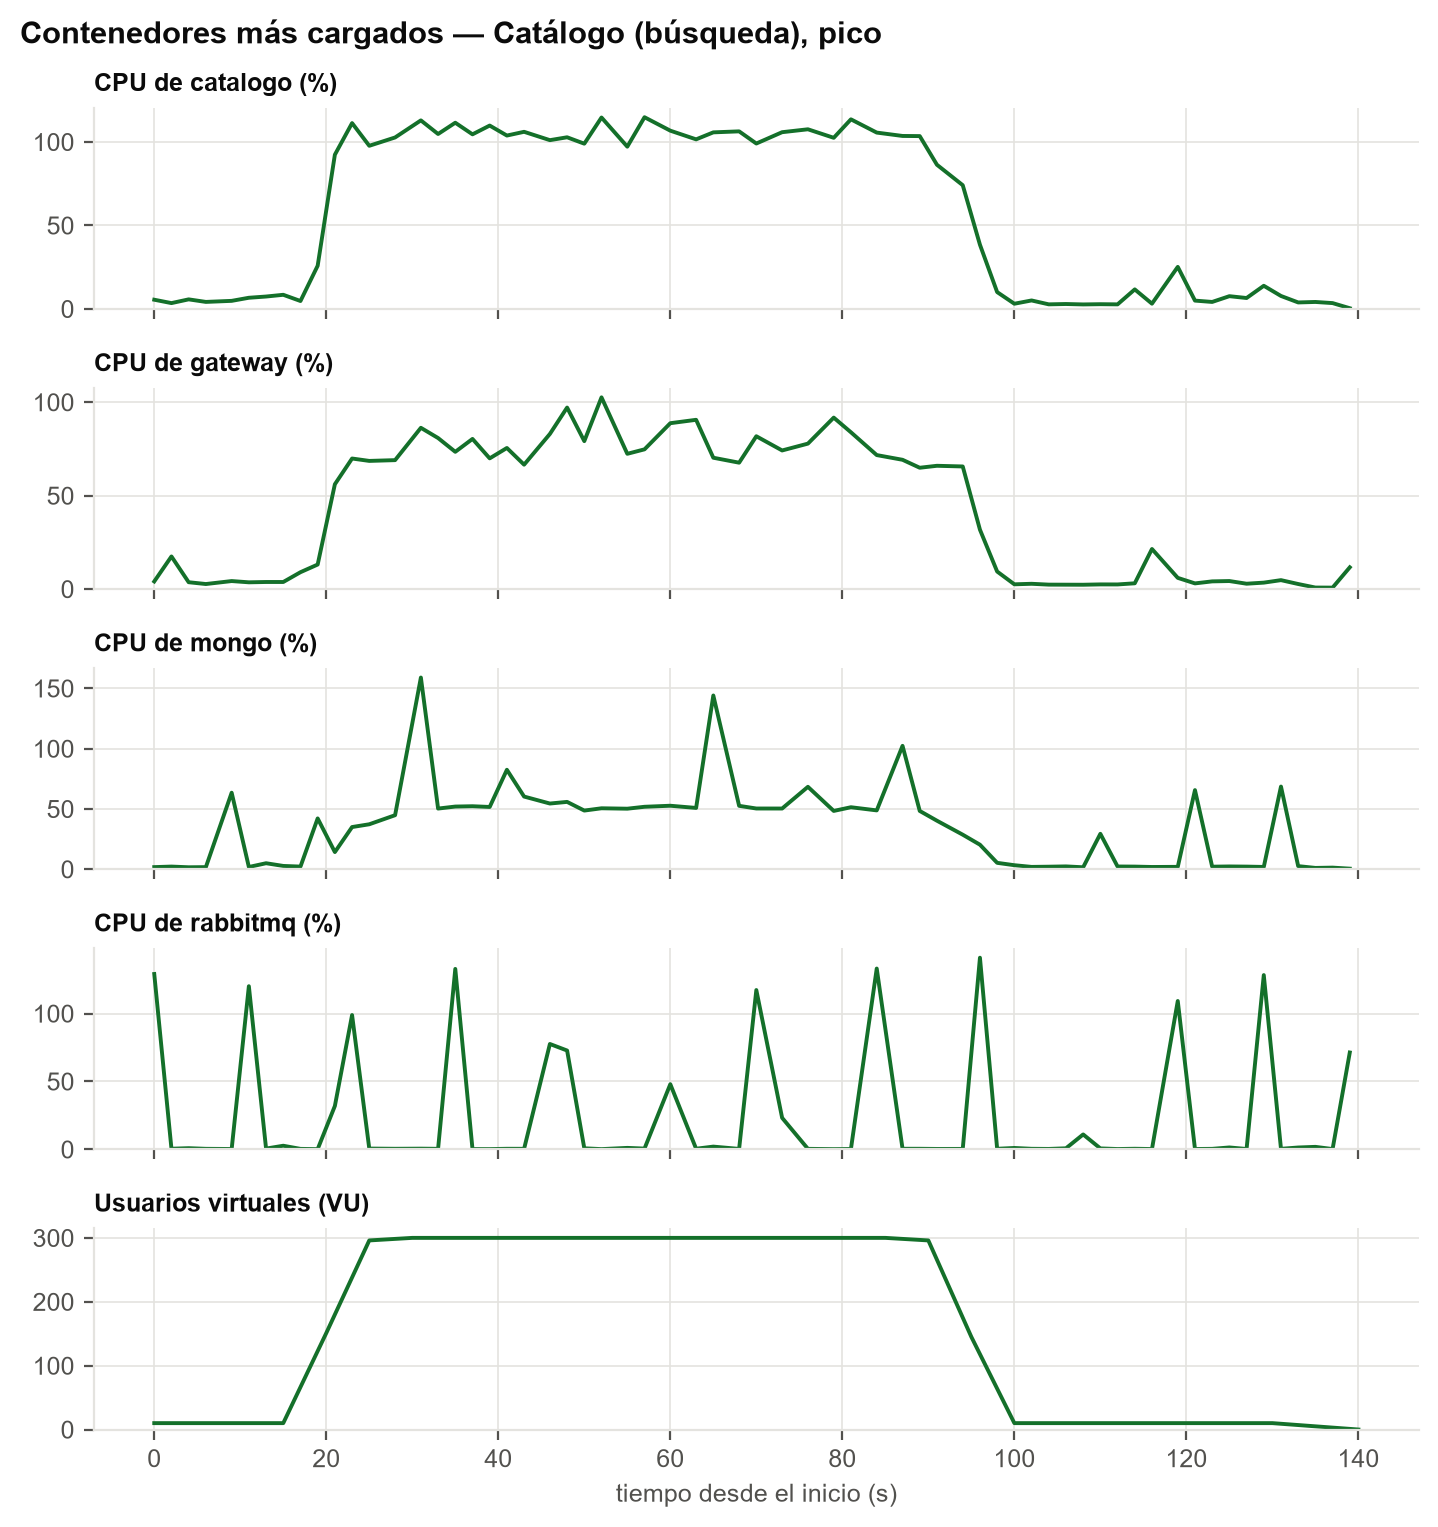 Contenedores más cargados — Catálogo (búsqueda), pico
CPU de catalogo (%)
100
50
0
CPU de gateway (%)
100
50
0
CPU de mongo (%)
150
100
50
0
CPU de rabbitmq (%)
100
50
0
Usuarios virtuales (VU)
300
200
100
0
0 20 40 60 80 100 120 140
tiempo desde el inicio (s)